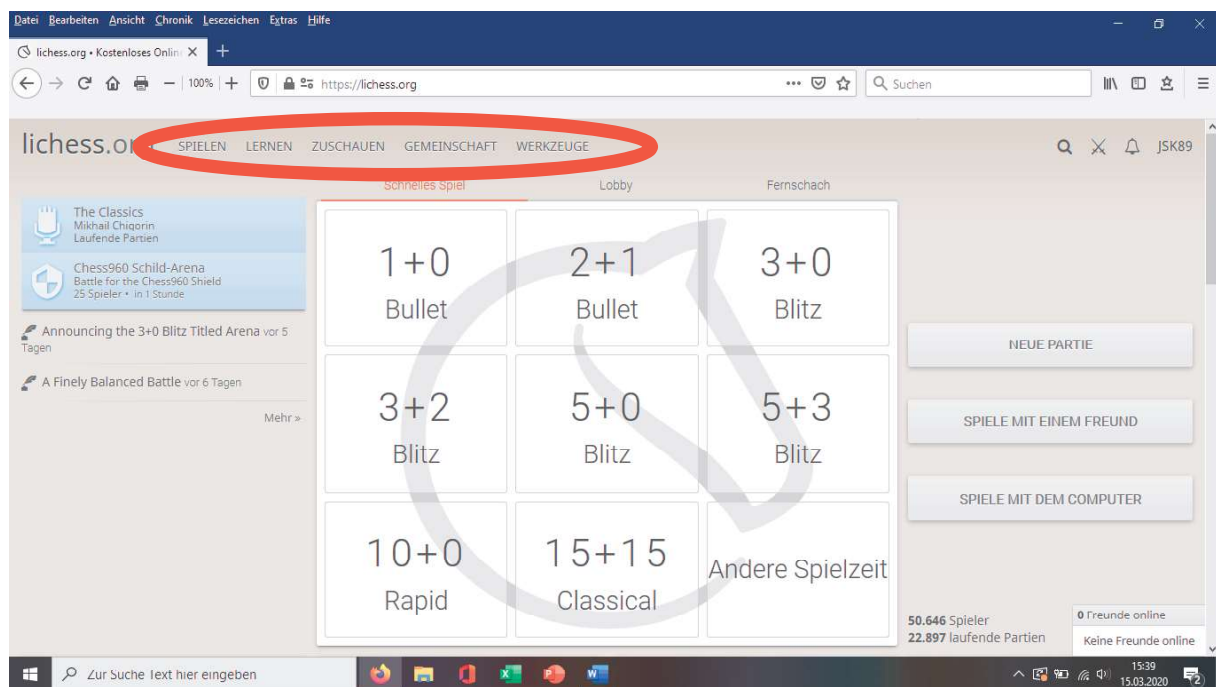 Datei Bearbeiten Ansicht Chronik Lesezeichen Extras Hilfe
lichess.org • Kostenloses Onlin
100%
https://lichess.org
Suchen
lichess.or
SPIELEN LERNEN ZUSCHAUEN GEMEINSCHAFT WERKZEUGE
JSK89
Schnelles Spiel Lobby Fernschach
The Classics
Mikhail Chigorin
Laufende Partien
Chess960 Schild-Arena
Battle for the Chess960 Shield
25 Spieler • in 1 Stunde
Announcing the 3+0 Blitz Titled Arena vor 5
Tagen
A Finely Balanced Battle vor 6 Tagen
Mehr »
1+0
Bullet
2+1
Bullet
3+0
Blitz
3+2
Blitz
5+0
Blitz
5+3
Blitz
10+0
Rapid
15+15
Classical
Andere Spielzeit
NEUE PARTIE
SPIELE MIT EINEM FREUND
SPIELE MIT DEM COMPUTER
50.646 Spieler
22.897 laufende Partien
0 Freunde online
Keine Freunde online
Zur Suche Text hier eingeben
15:39
15.03.2020
2